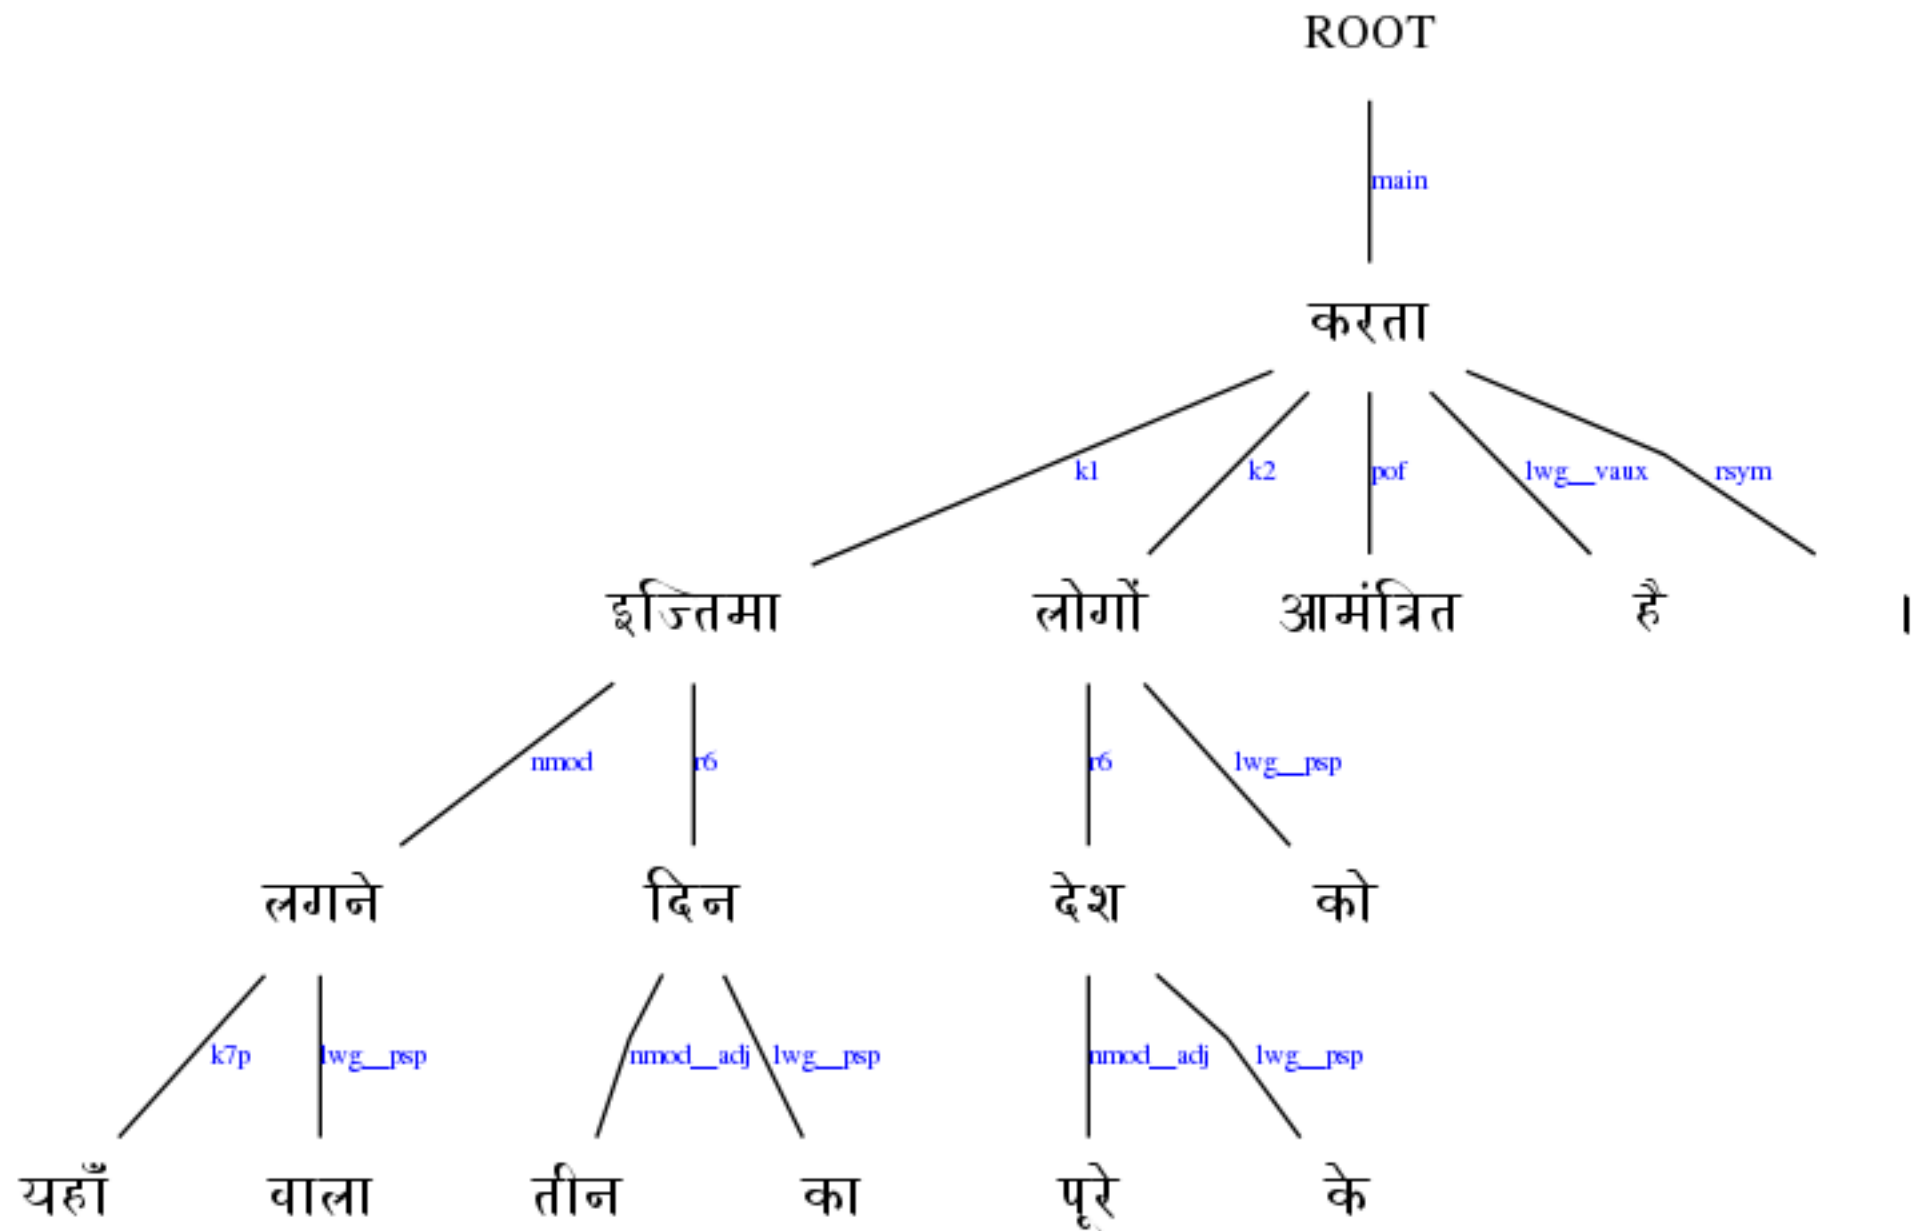 ROOT
main
करता
k1 k2 pof lwg__vaux rsym
इज्तिमा लोगों आमंत्रित है ।
nmod r6 r6 lwg__psp
लगने दिन देश को
k7p lwg__psp nmod__adj lwg__psp nmod__adj lwg__psp
यहाँ वाला तीन का पूरे के